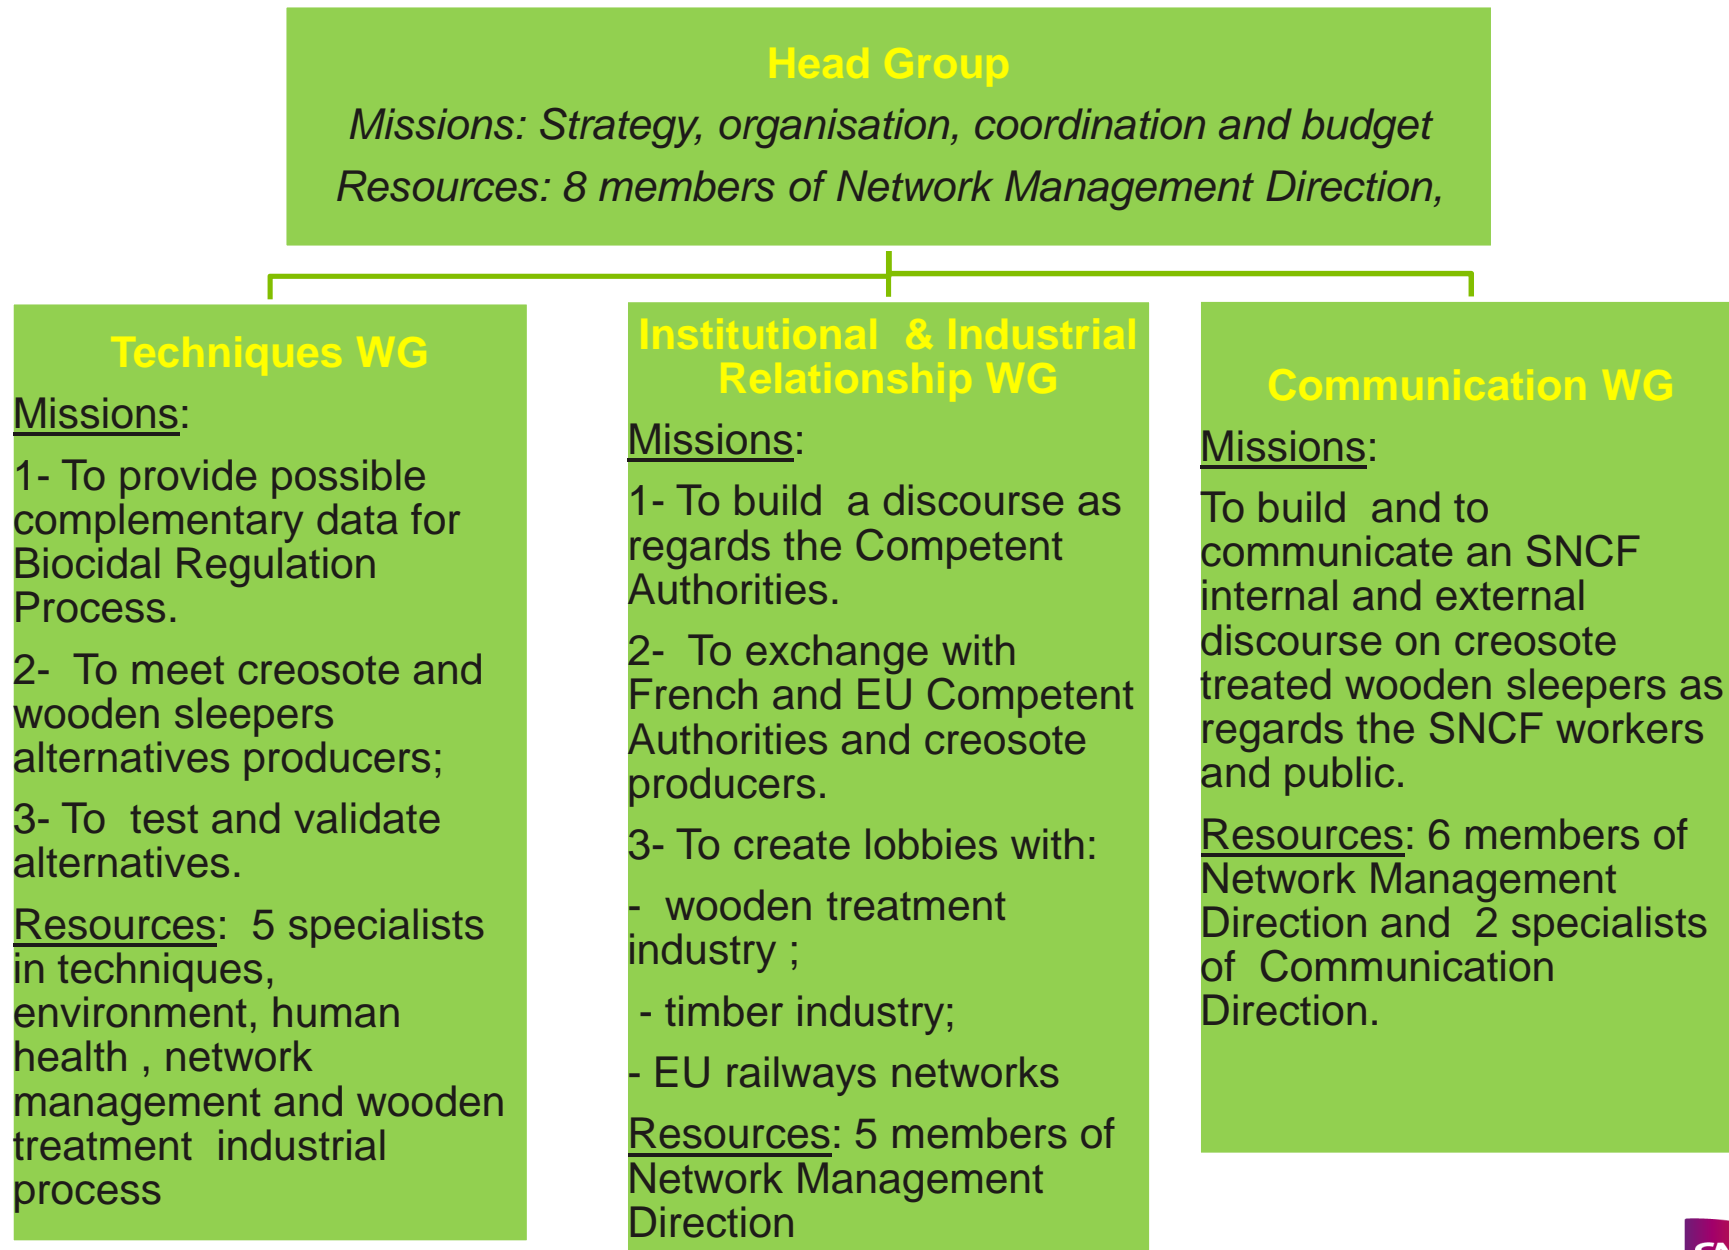 Head Group
Missions: Strategy, organisation, coordination and budget
Resources: 8 members of Network Management Direction,
Techniques WG
Missions:
1- To provide possible
complementary data for
Biocidal Regulation
Process.
2-  To meet creosote and
wooden sleepers
alternatives producers;
3- To  test and validate
alternatives.
Resources:  5 specialists
in techniques,
environment, human
health , network
management and wooden
treatment  industrial
process
Institutional  & Industrial
Relationship WG
Missions:
1- To build  a discourse as
regards the Competent
Authorities.
2-  To exchange with
French and EU Competent
Authorities and creosote
producers.
3- To create lobbies with:
-  wooden treatment
industry ;
- timber industry;
- EU railways networks
Resources: 5 members of
Network Management
Direction
Communication WG
Missions:
To build  and to
communicate an SNCF
internal and external
discourse on creosote
treated wooden sleepers as
regards the SNCF workers
and public.
Resources: 6 members of
Network Management
Direction and  2 specialists
of  Communication
Direction.